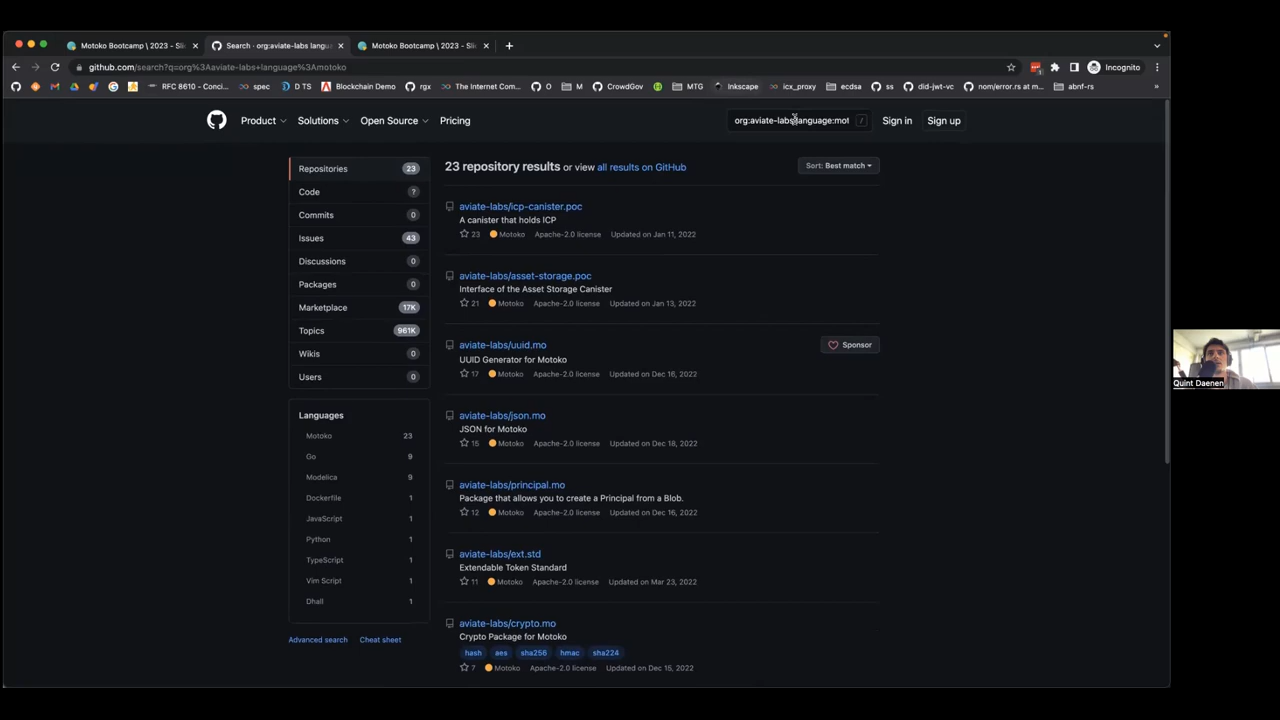 Motoko Bootcamp \ 2023 - Sli
Search · org:aviate-labs langu
Motoko Bootcamp \ 2023 - Sli
github.com/search?q=org%3Aaviate-labs+language%3Amotoko
Incognito
RFC 8610 - Conci...
spec
D TS
Blockchain Demo
rgx
The Internet Com...
O
M
CrowdGov
MTG
Inkscape
icx_proxy
ecdsa
ss
did-jwt-vc
nom/error.rs at m...
abnf-rs
»
Product
Solutions
Open Source
Pricing
org:aviate-labs language:mot
/
Sign in
Sign up
Repositories 23
Code ?
Commits 0
Issues 43
Discussions 0
Packages 0
Marketplace 17K
Topics 961K
Wikis 0
Users 0
Languages
Motoko 23
Go 9
Modelica 9
Dockerfile 1
JavaScript 1
Python 1
TypeScript 1
Vim Script 1
Dhall 1
Advanced search
Cheat sheet
23 repository results or view all results on GitHub
Sort: Best match
aviate-labs/icp-canister.poc
A canister that holds ICP
23 Motoko Apache-2.0 license Updated on Jan 11, 2022
aviate-labs/asset-storage.poc
Interface of the Asset Storage Canister
21 Motoko Apache-2.0 license Updated on Jan 13, 2022
aviate-labs/uuid.mo
Sponsor
UUID Generator for Motoko
17 Motoko Apache-2.0 license Updated on Dec 16, 2022
aviate-labs/json.mo
JSON for Motoko
15 Motoko Apache-2.0 license Updated on Dec 18, 2022
aviate-labs/principal.mo
Package that allows you to create a Principal from a Blob.
12 Motoko Apache-2.0 license Updated on Dec 16, 2022
aviate-labs/ext.std
Extendable Token Standard
11 Motoko Apache-2.0 license Updated on Mar 23, 2022
aviate-labs/crypto.mo
Crypto Package for Motoko
hash aes sha256 hmac sha224
7 Motoko Apache-2.0 license Updated on Dec 15, 2022
Quint Daenen